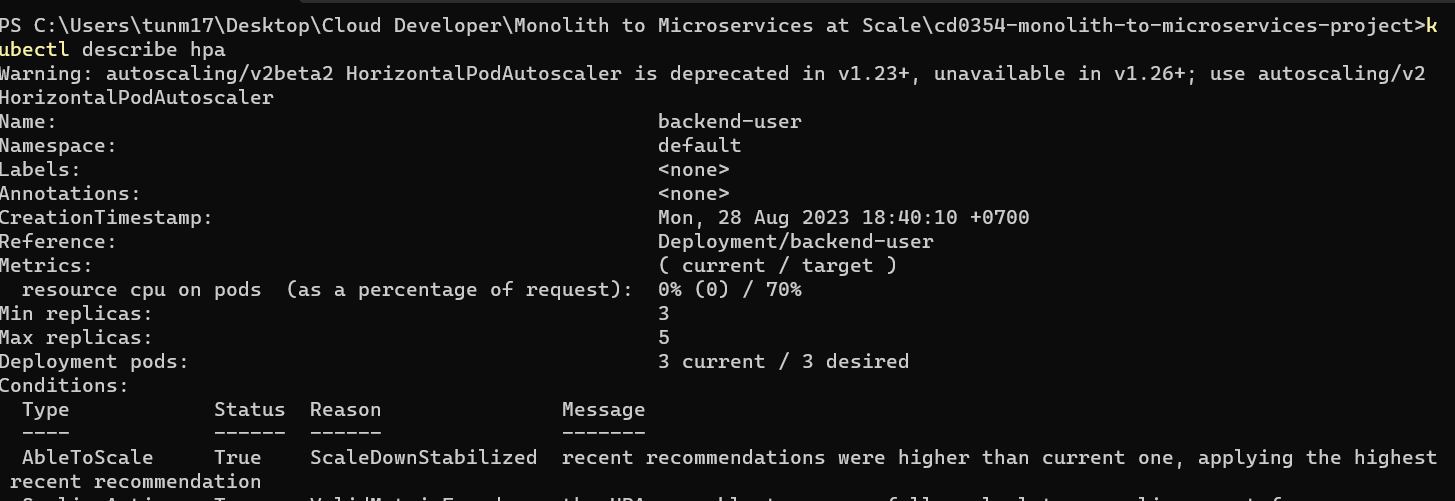 PS C:\Users\tunm17\Desktop\Cloud Developer\Monolith to Microservices at Scale\cd0354-monolith-to-microservices-project>k
ubectl describe hpa
Warning: autoscaling/v2beta2 HorizontalPodAutoscaler is deprecated in v1.23+, unavailable in v1.26+; use autoscaling/v2
HorizontalPodAutoscaler
Name:                                                  backend-user
Namespace:                                             default
Labels:                                                <none>
Annotations:                                           <none>
CreationTimestamp:                                     Mon, 28 Aug 2023 18:40:10 +0700
Reference:                                             Deployment/backend-user
Metrics:                                               ( current / target )
  resource cpu on pods  (as a percentage of request):  0% (0) / 70%
Min replicas:                                          3
Max replicas:                                          5
Deployment pods:                                       3 current / 3 desired
Conditions:
  Type            Status  Reason               Message
  ----            ------  ------               -------
  AbleToScale     True    ScaleDownStabilized  recent recommendations were higher than current one, applying the highest
 recent recommendation